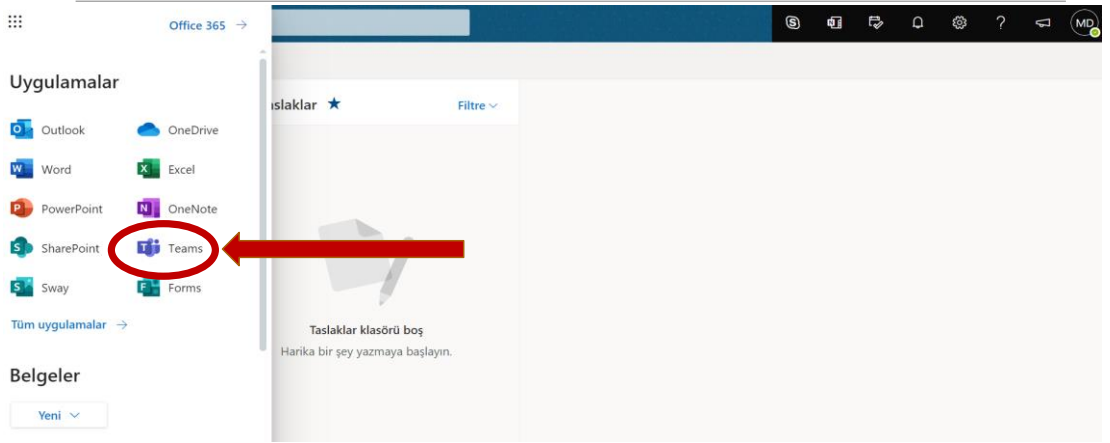 Office 365 →
MD
Uygulamalar
Outlook
OneDrive
Word
Excel
PowerPoint
OneNote
SharePoint
Teams
Sway
Forms
Tüm uygulamalar →
Belgeler
Yeni
slaklar ★
Filtre
Taslaklar klasörü boş
Harika bir şey yazmaya başlayın.